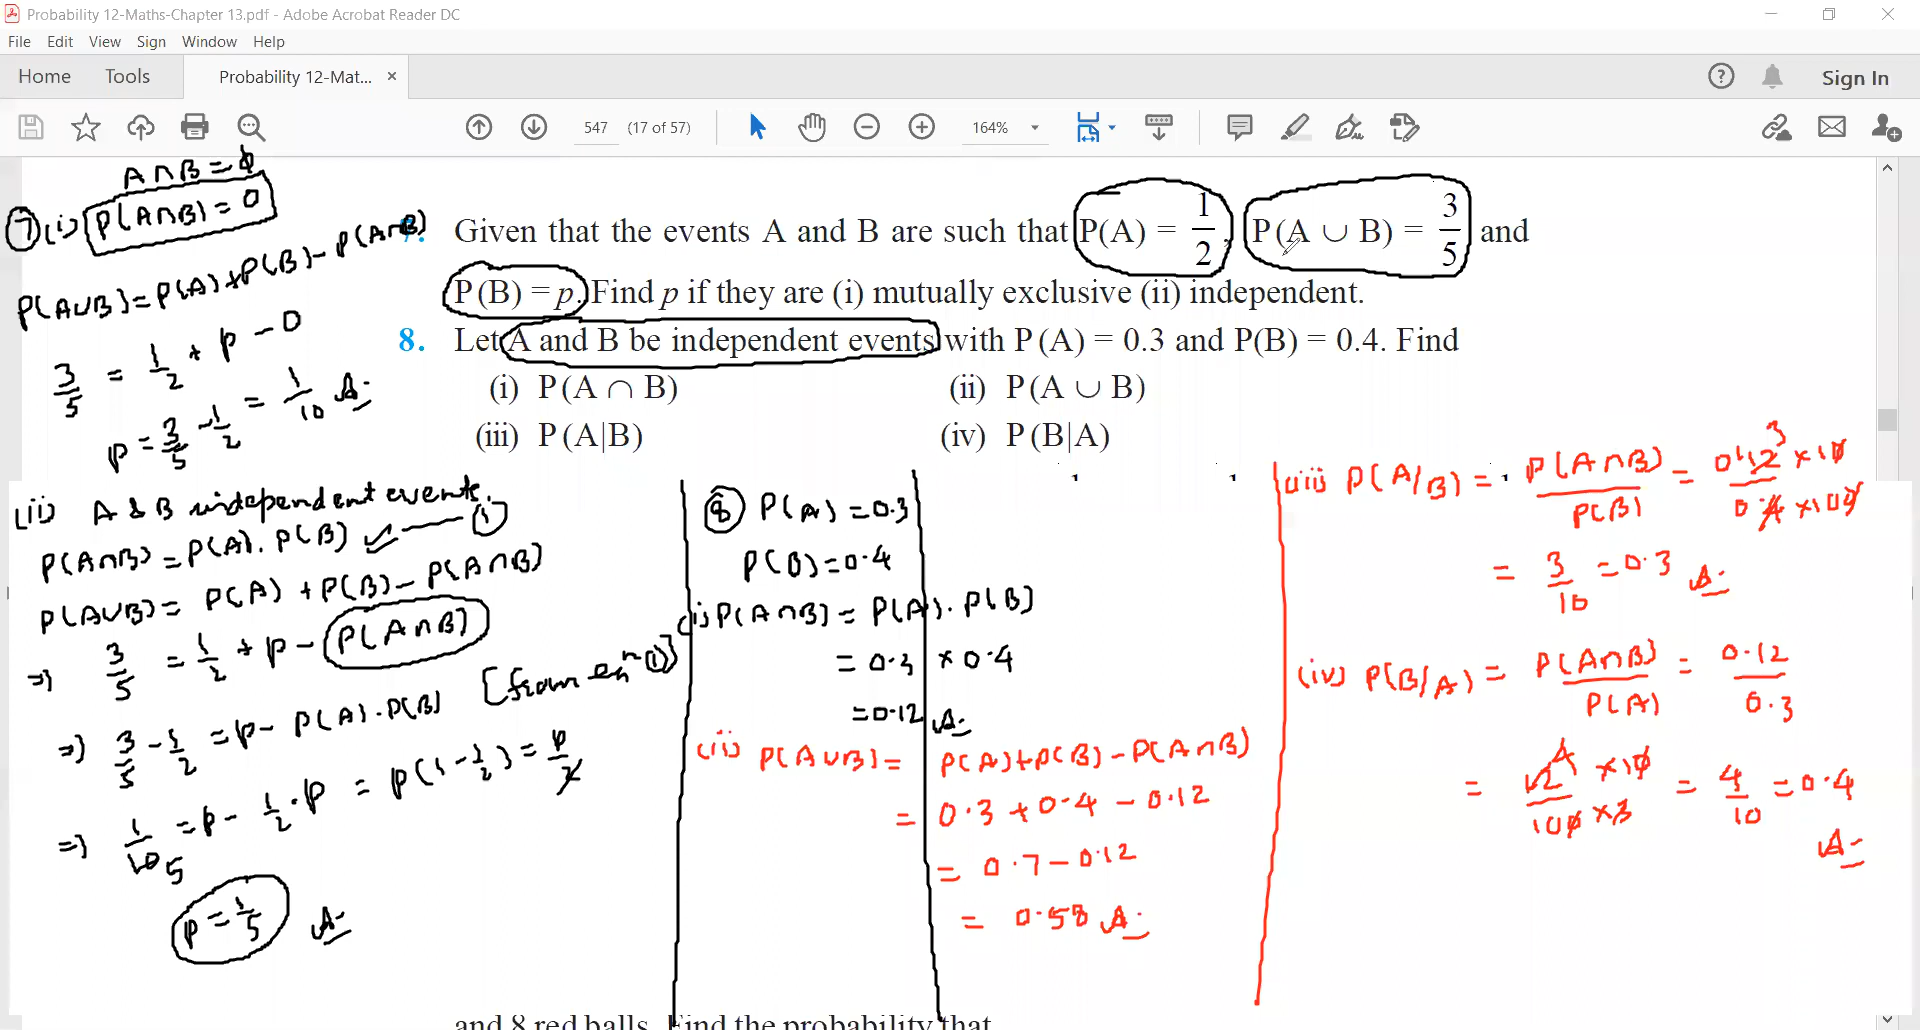 Probability 12-Maths-Chapter 13.pdf - Adobe Acrobat Reader DC
File Edit View Sign Window Help
Home Tools Probability 12-Mat... × Sign In
547 (17 of 57) 164%
7. Given that the events A and B are such that P(A) = 1/2, P(A ∪ B) = 3/5 and
P(B) = p. Find p if they are (i) mutually exclusive (ii) independent.
8. Let A and B be independent events with P(A) = 0.3 and P(B) = 0.4. Find
(i) P(A ∩ B) (ii) P(A ∪ B)
(iii) P(A|B) (iv) P(B|A)
A∩B = ϕ
7 (i) P(A∩B) = 0
P(A∪B) = P(A) + P(B) - P(A∩B)
3/5 = 1/2 + p - 0
p = 3/5 - 1/2 = 1/10 A:
(ii) A & B independent events.
P(A∩B) = P(A). P(B) (1)
P(A∪B) = P(A) + P(B) - P(A∩B)
=) 3/5 = 1/2 + p - P(A∩B)
=) 3/5 - 1/2 = p - P(A).P(B) [from eqn (1)]
=) 1/10 5 = p - 1/2 . p = p(1 - 1/2) = p/2
p = 1/5 A:
8 P(A) = 0.3
P(B) = 0.4
(i) P(A∩B) = P(A). P(B)
= 0.3 × 0.4
= 0.12 A:
(ii) P(A∪B) = P(A) + P(B) - P(A∩B)
= 0.3 + 0.4 - 0.12
= 0.7 - 0.12
= 0.58 A:
(iii) P(A/B) = P(A∩B)/P(B) = 0.12 3 × 10/0.4 × 100
= 3/10 = 0.3 A:
(iv) P(B/A) = P(A∩B)/P(A) = 0.12/0.3
= 12 4 × 10/100 × 3 = 4/10 = 0.4
A:
and 8 red balls. Find the probability that